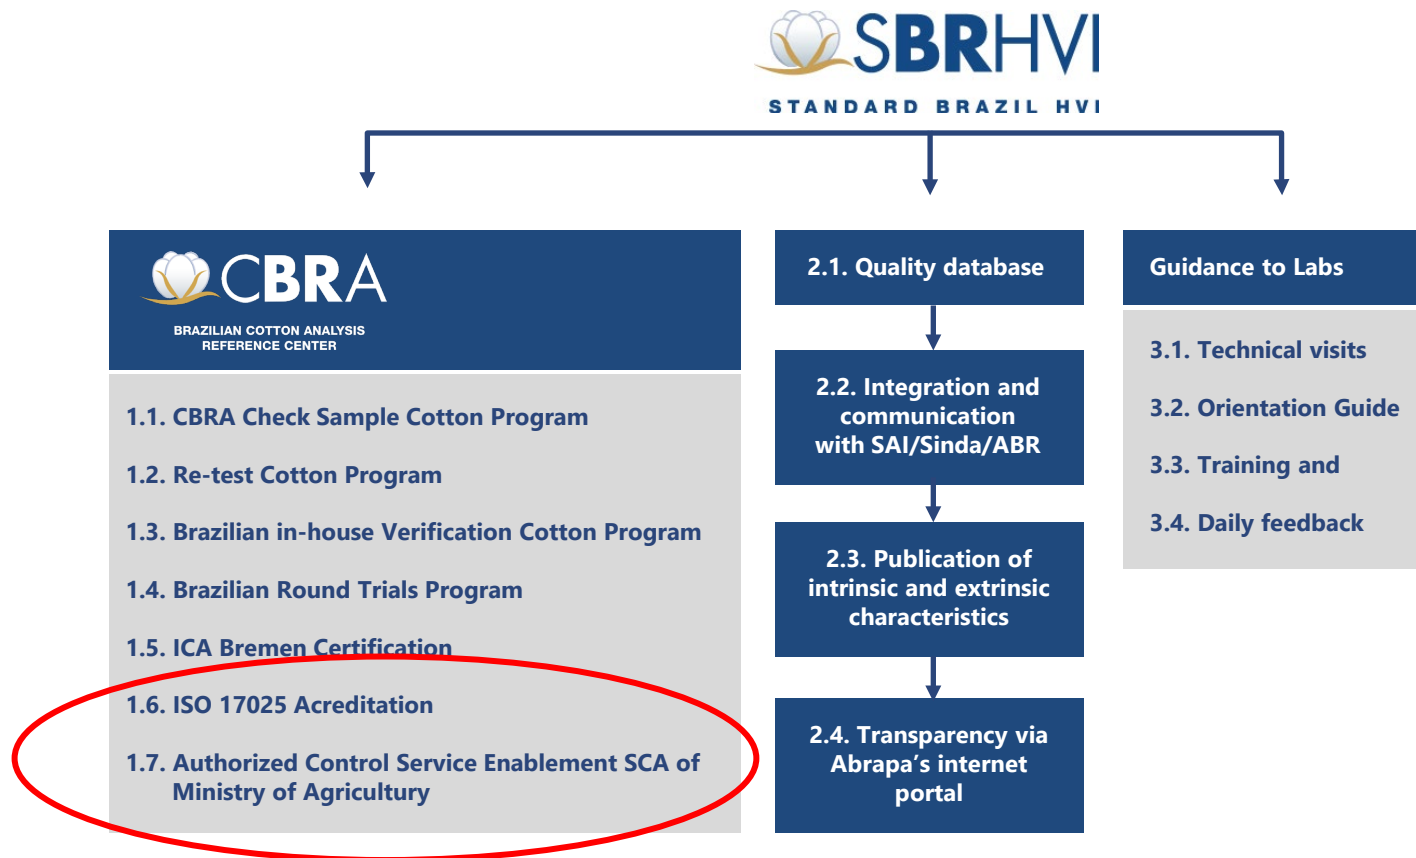 SBRHVI
STANDARD BRAZIL HVI
CBRA
BRAZILIAN COTTON ANALYSIS
REFERENCE CENTER
1.1. CBRA Check Sample Cotton Program
1.2. Re-test Cotton Program
1.3. Brazilian in-house Verification Cotton Program
1.4. Brazilian Round Trials Program
1.5. ICA Bremen Certification
1.6. ISO 17025 Acreditation
1.7. Authorized Control Service Enablement SCA of
Ministry of Agricultury
2.1. Quality database
2.2. Integration and
communication
with SAI/Sinda/ABR
2.3. Publication of
intrinsic and extrinsic
characteristics
2.4. Transparency via
Abrapa’s internet
portal
Guidance to Labs
3.1. Technical visits
3.2. Orientation Guide
3.3. Training and
3.4. Daily feedback